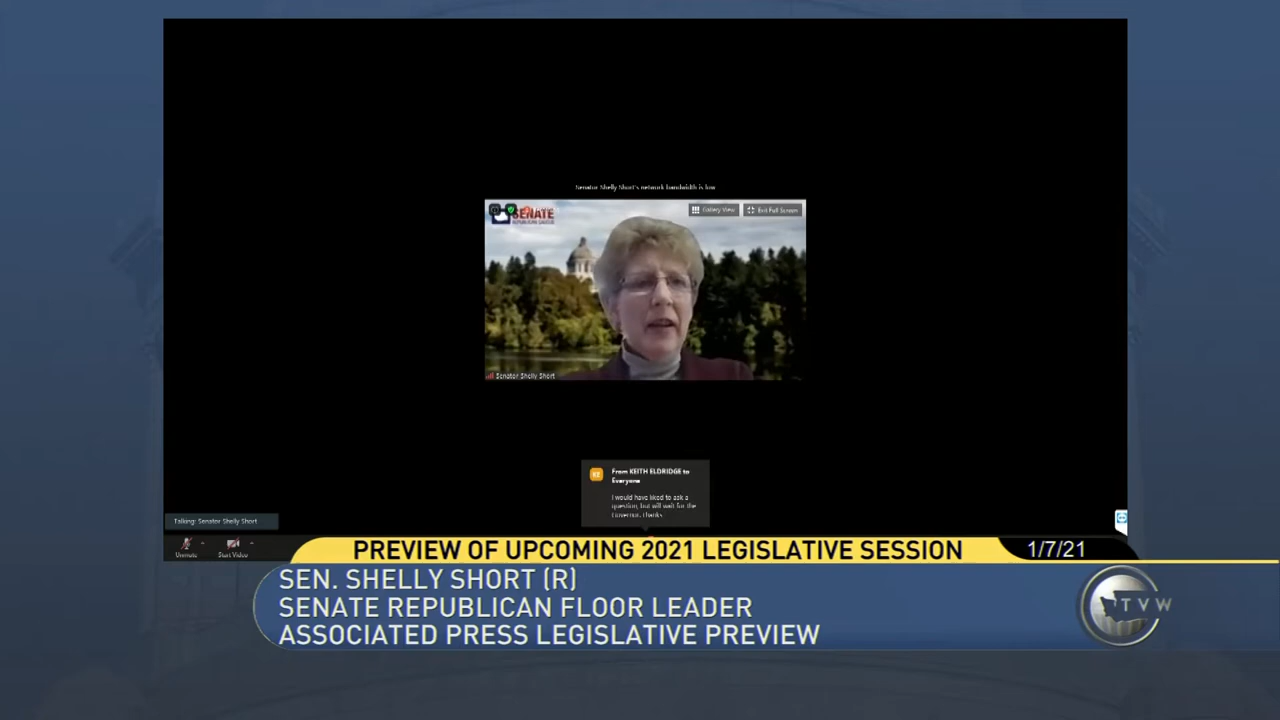 Senator Shelly Short's network bandwidth is low
SENATE
Gallery View
Exit Full Screen
Senator Shelly Short
KE
From KEITH ELDRIDGE to
Everyone
I would have liked to ask a
question, but will wait for the
Governor. thanks
Talking: Senator Shelly Short
Unmute
Start Video
PREVIEW OF UPCOMING 2021 LEGISLATIVE SESSION
1/7/21
SEN. SHELLY SHORT (R)
SENATE REPUBLICAN FLOOR LEADER
ASSOCIATED PRESS LEGISLATIVE PREVIEW
TVW